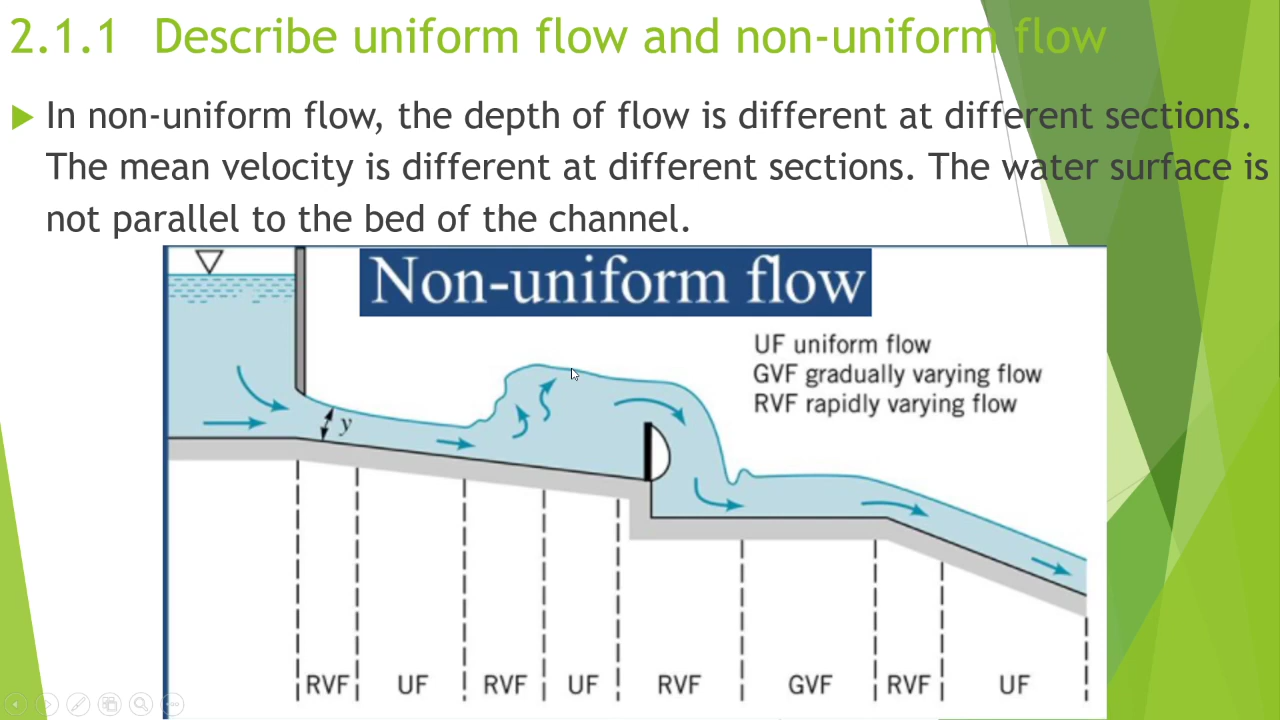 2.1.1 Describe uniform flow and non-uniform flow
In non-uniform flow, the depth of flow is different at different sections.
The mean velocity is different at different sections. The water surface is
not parallel to the bed of the channel.
Non-uniform flow
UF uniform flow
GVF gradually varying flow
RVF rapidly varying flow
y
RVF UF RVF UF RVF GVF RVF UF